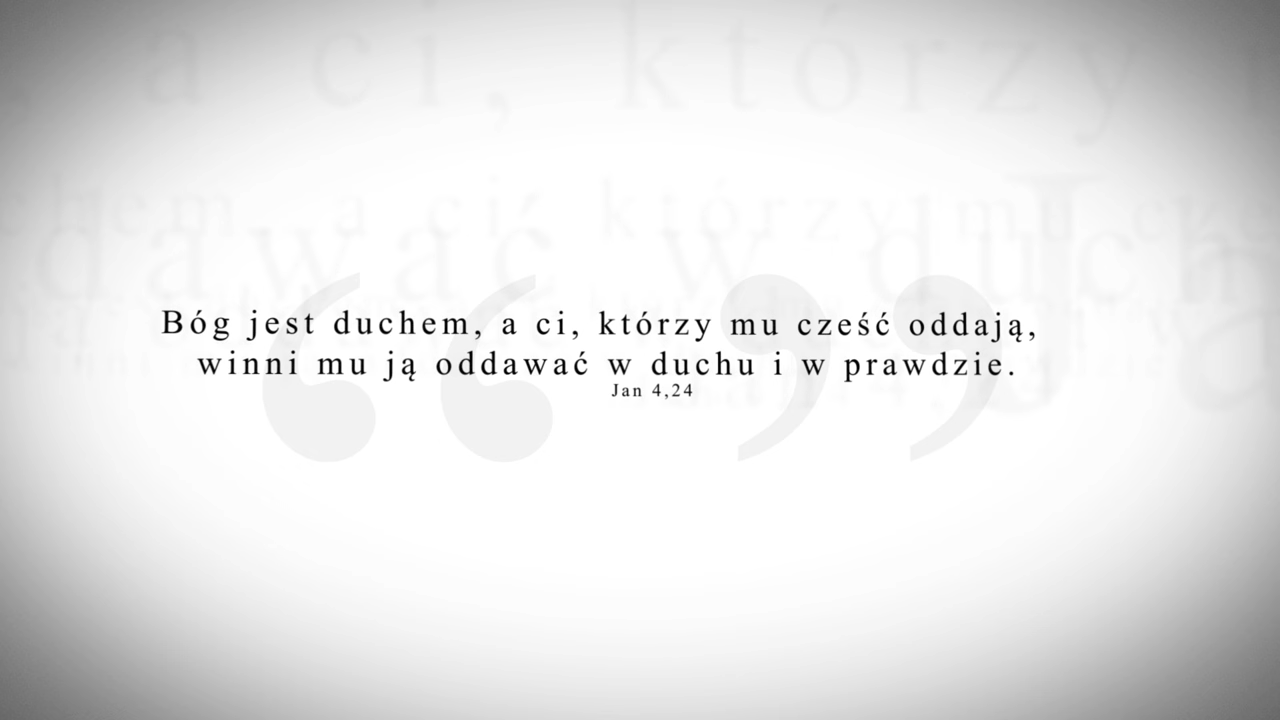 Bóg jest duchem, a ci, którzy mu cześć oddają,
winni mu ją oddawać w duchu i w prawdzie.
Jan 4,24